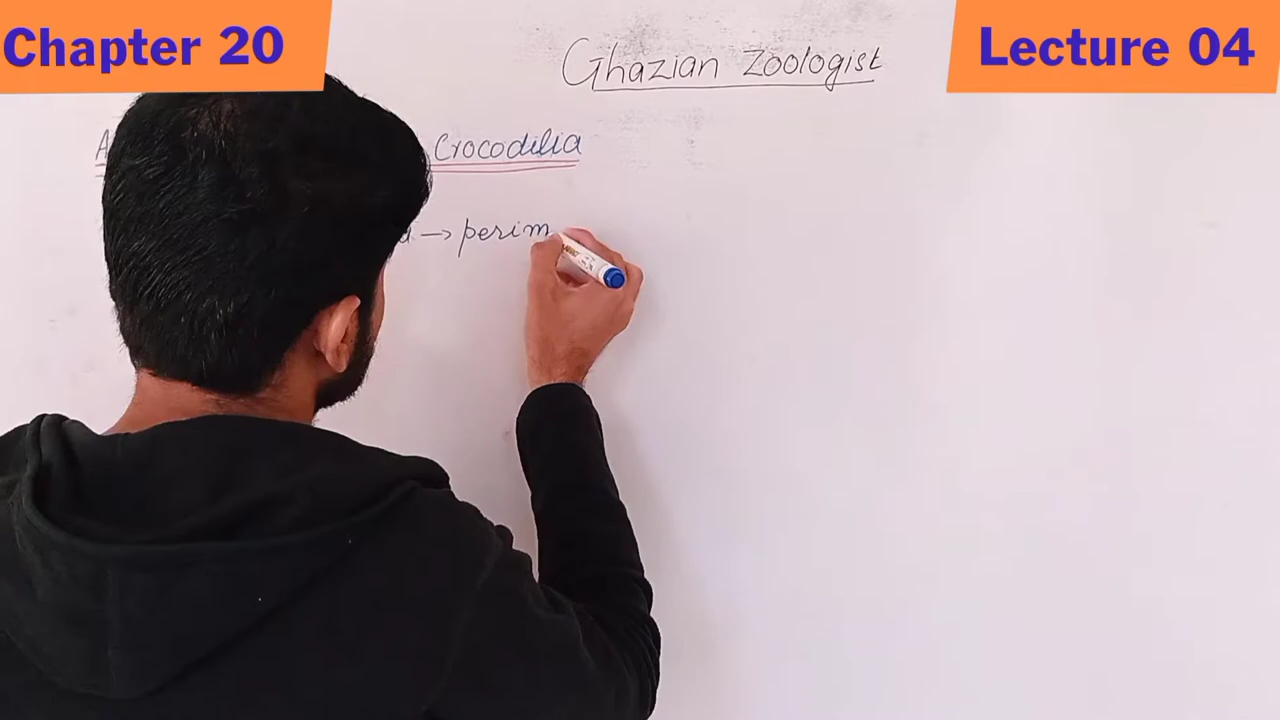 Chapter 20
Lecture 04
Ghazian Zoologist
Crocodilia
→ perim